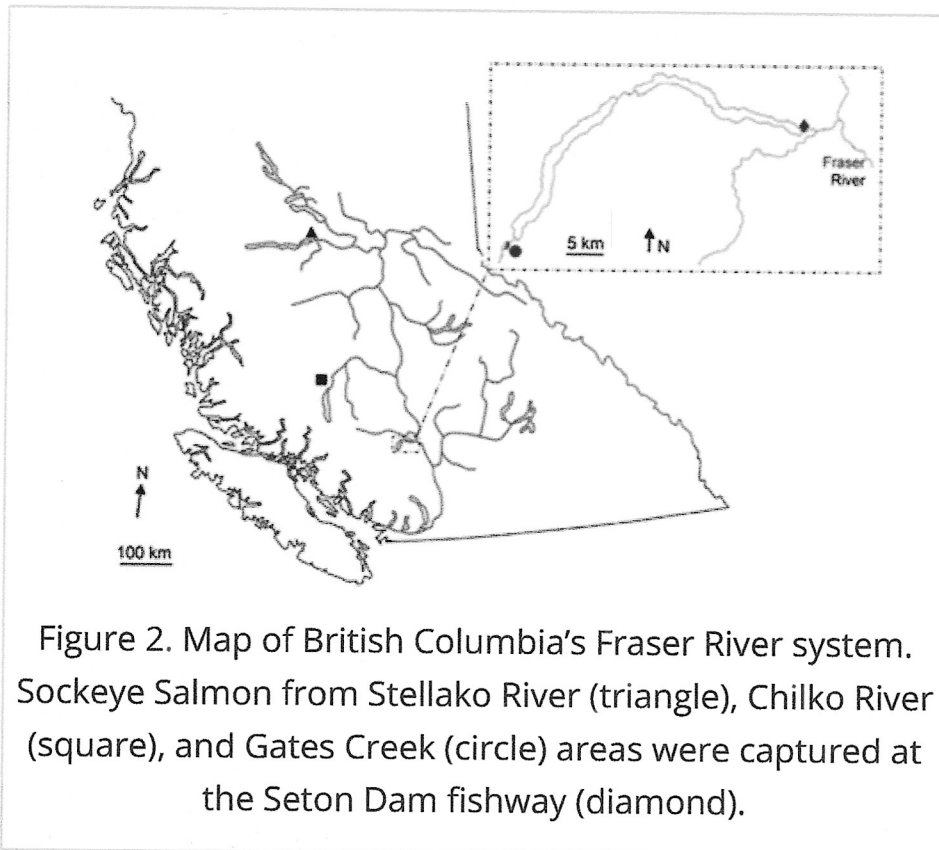 Fraser
River
5 km
N
N
100 km
Figure 2. Map of British Columbia’s Fraser River system.
Sockeye Salmon from Stellako River (triangle), Chilko River
(square), and Gates Creek (circle) areas were captured at
the Seton Dam fishway (diamond).